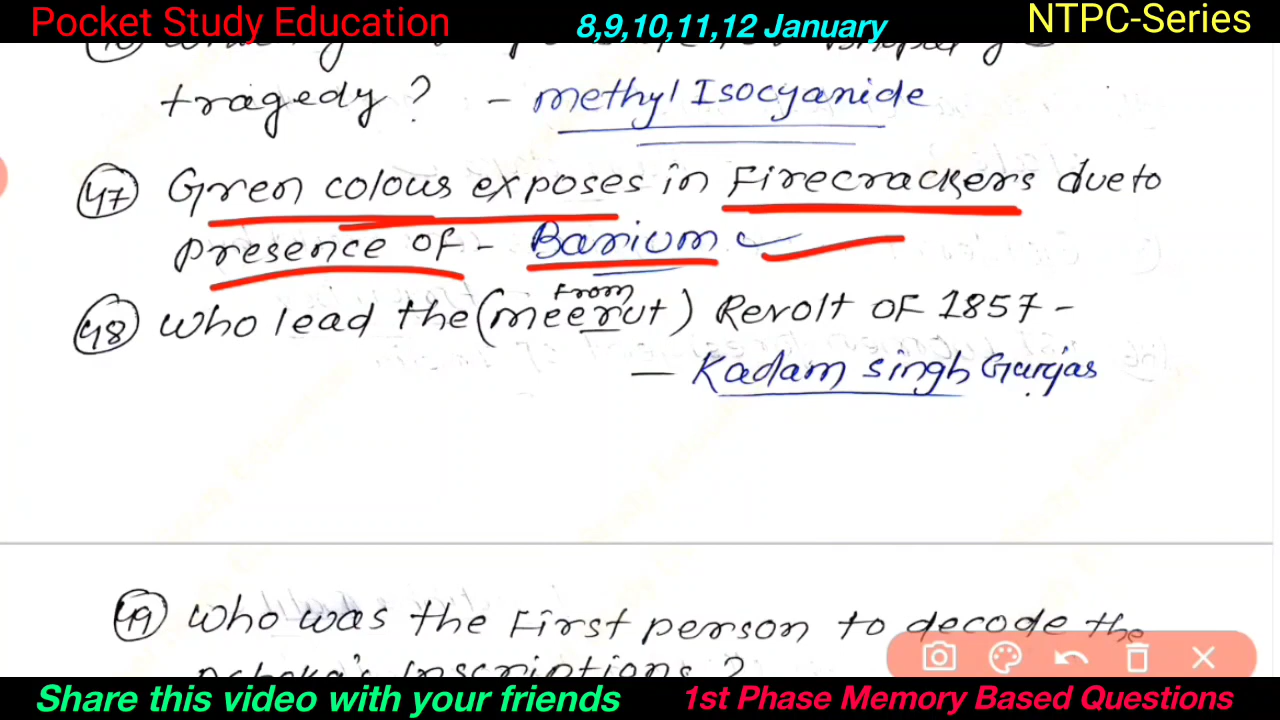 Pocket Study Education
8,9,10,11,12 January
NTPC-Series
tragedy ? - methyl Isocyanide
47 Gren colous exposes in Firecrackers due to
presence of - Barium
from
48 who lead the (meerut) Revolt of 1857 -
- Kadam singh Gurjas
49 who was the First person to decode the
inscriptions ?
Share this video with your friends
1st Phase Memory Based Questions